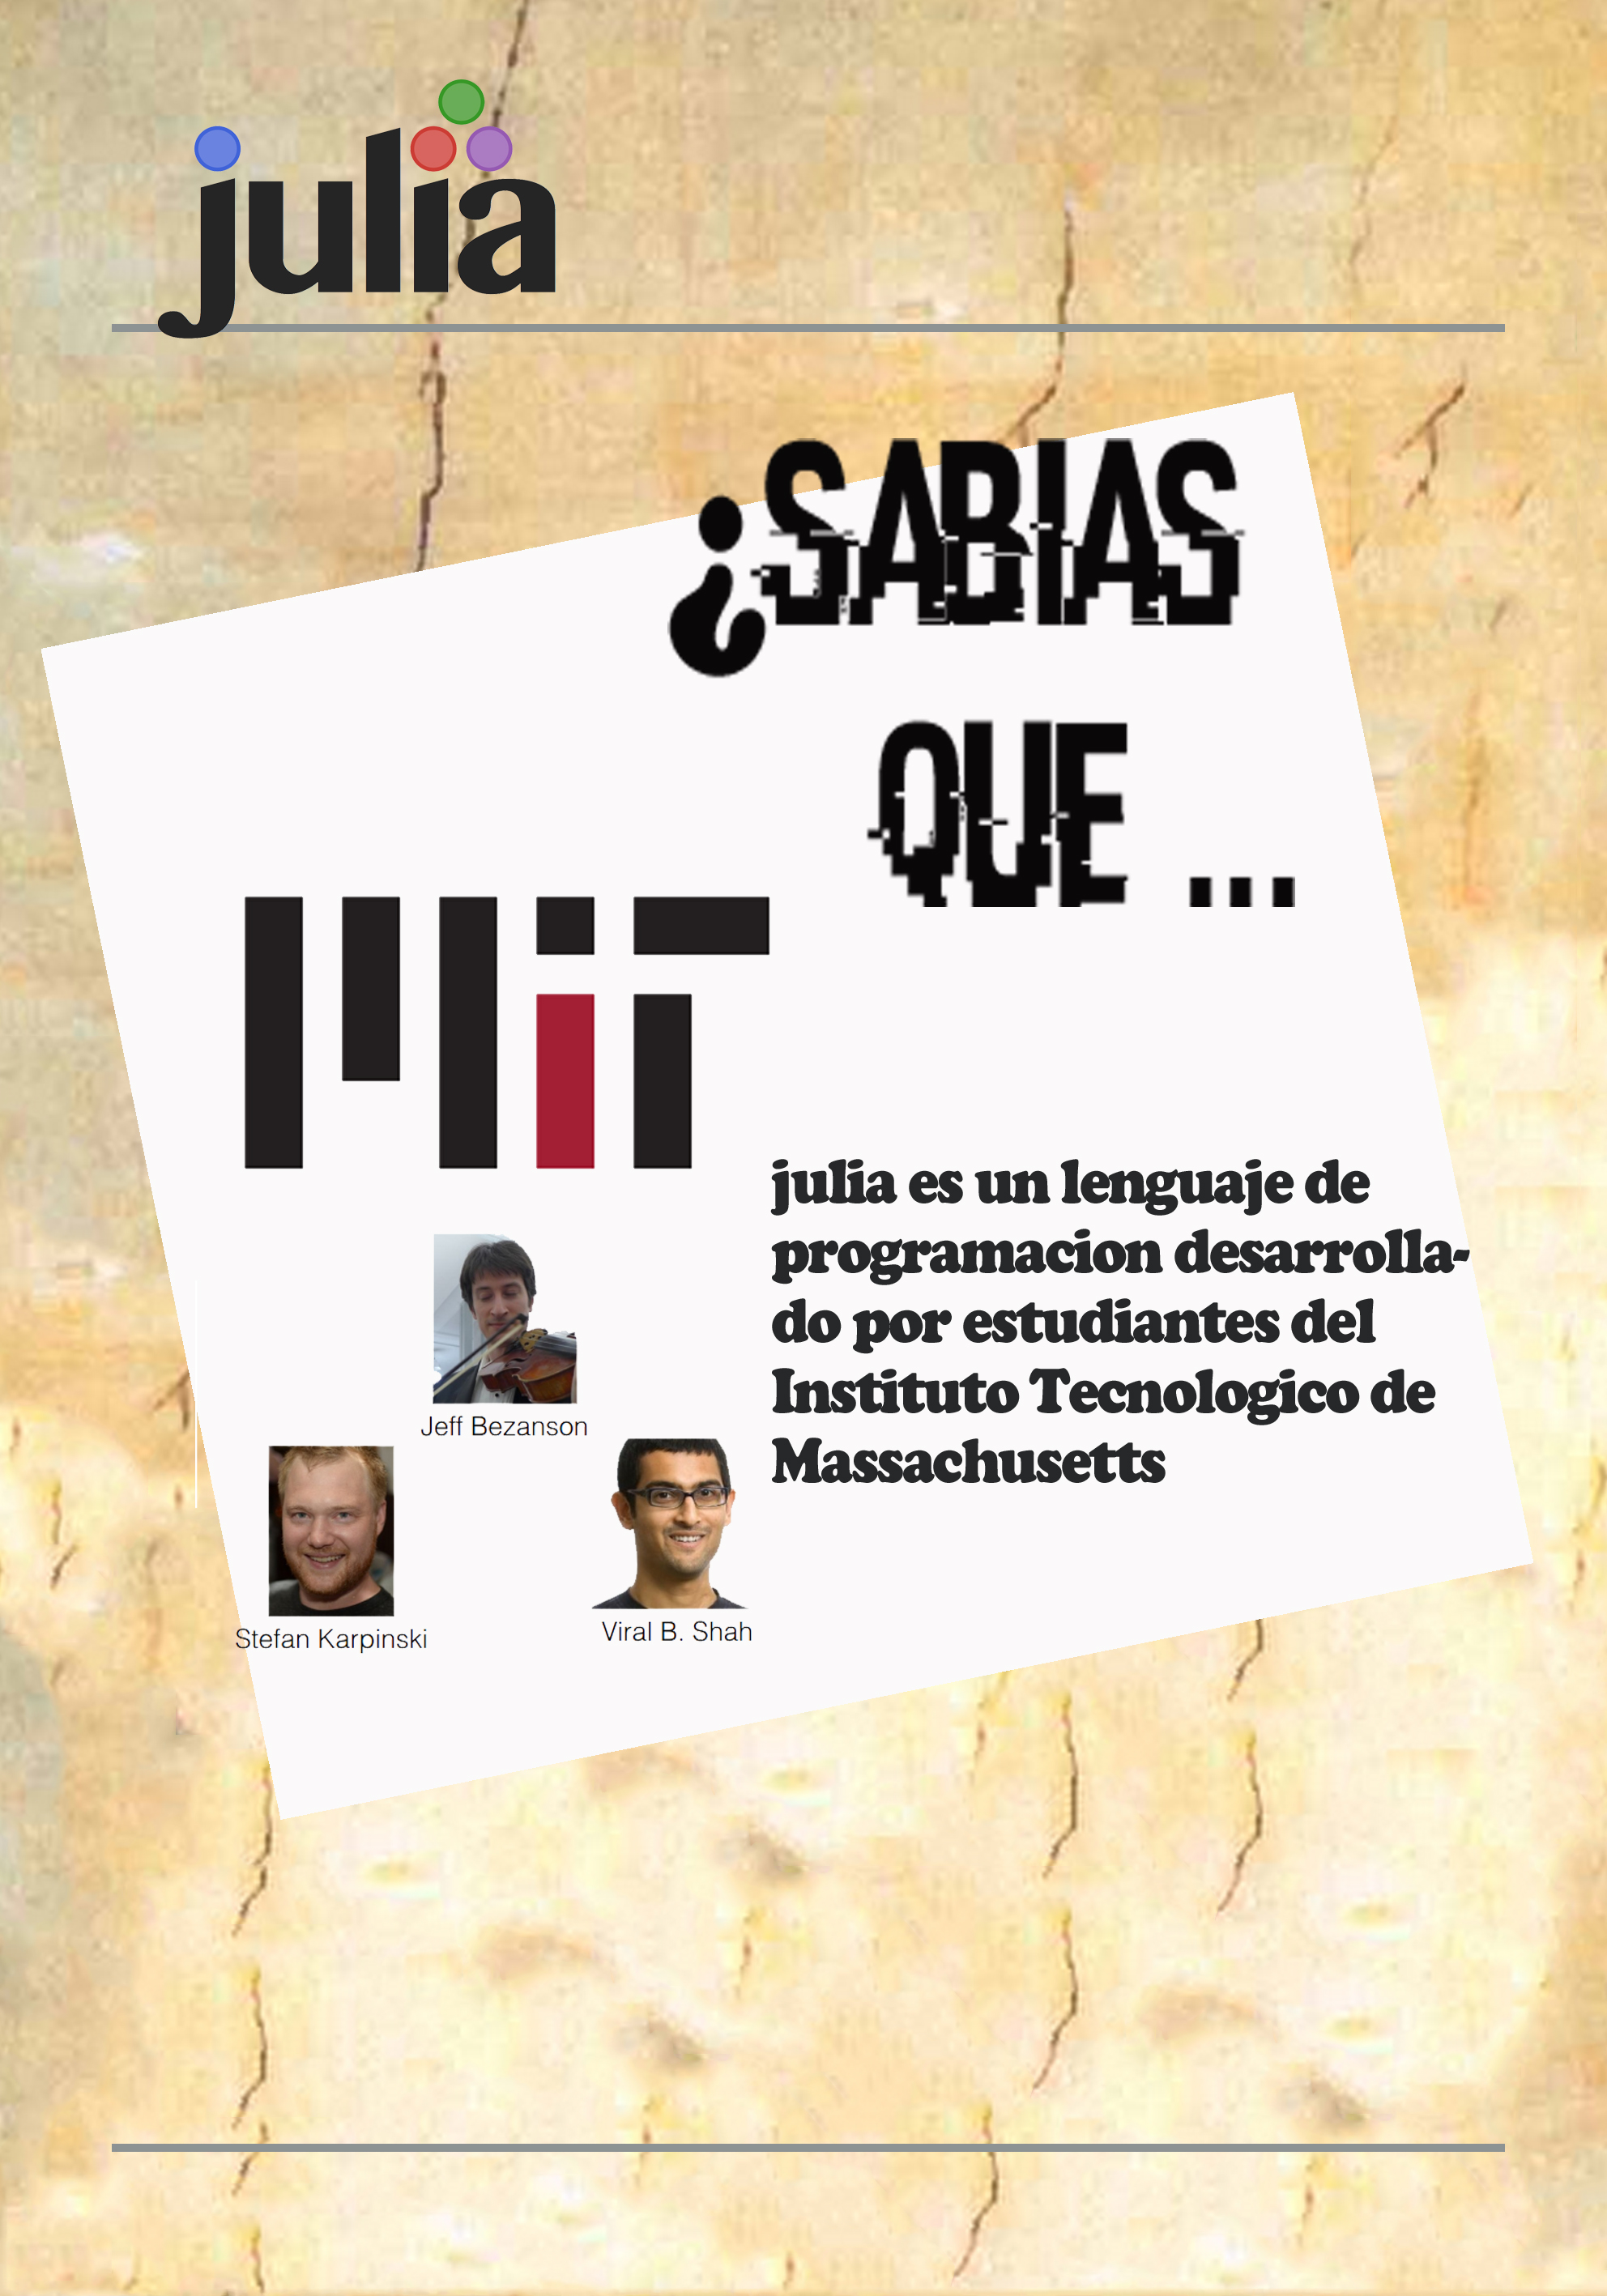 julia
¿SABIAS
QUE ...
MIT
julia es un lenguaje de
programacion desarrolla-
do por estudiantes del
Instituto Tecnologico de
Massachusetts
Jeff Bezanson
Stefan Karpinski
Viral B. Shah